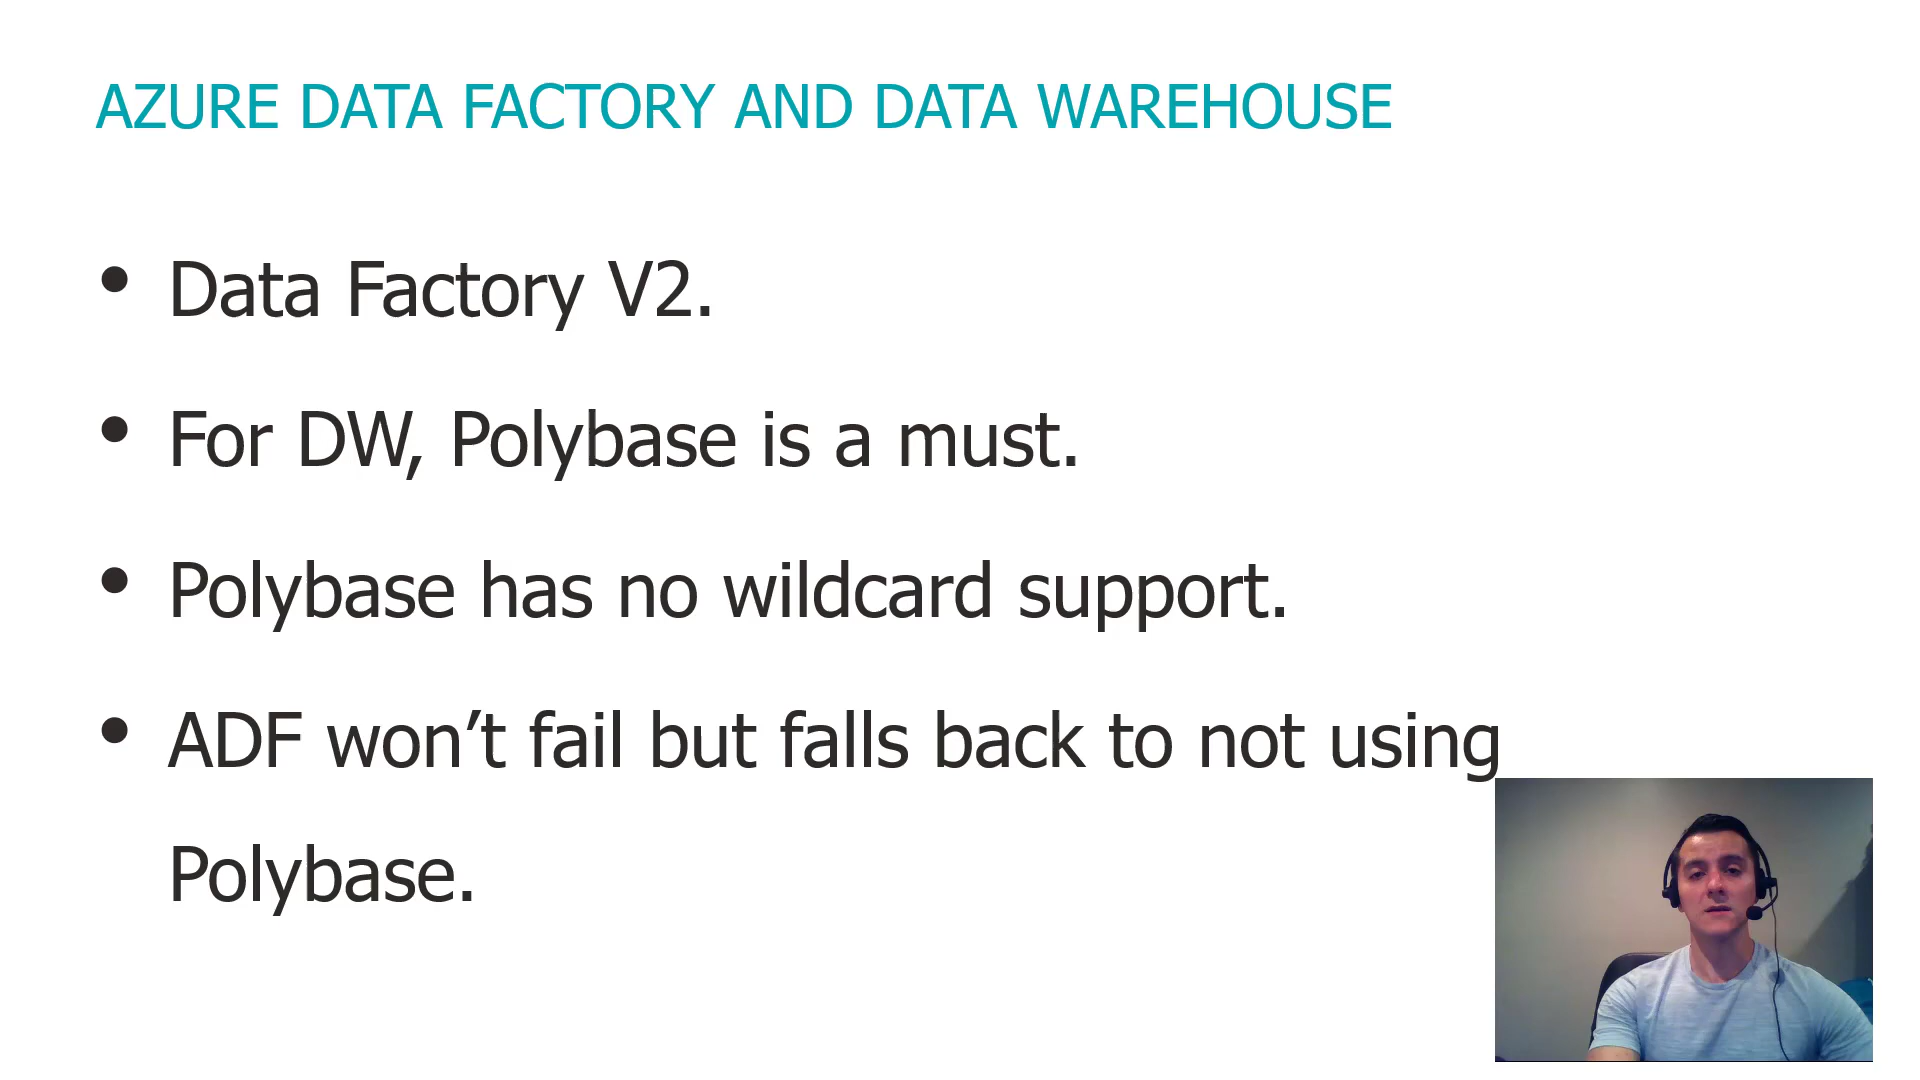 AZURE DATA FACTORY AND DATA WAREHOUSE
• Data Factory V2.
• For DW, Polybase is a must.
• Polybase has no wildcard support.
• ADF won’t fail but falls back to not using
Polybase.